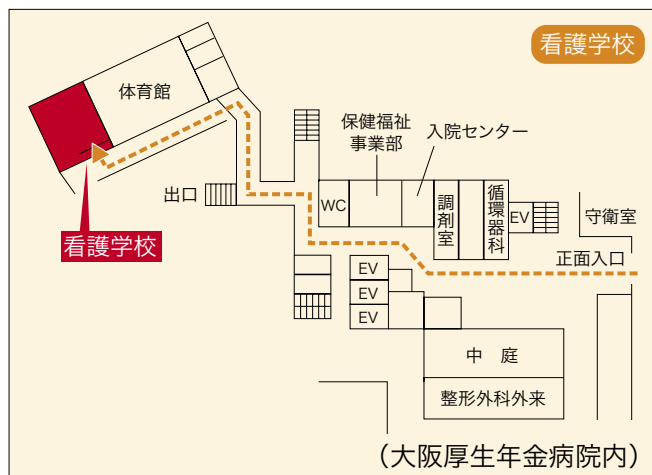 看護学校
体育館
保健福祉
事業部
入院センター
出口
WC
調剤室
循環器科
EV
守衛室
看護学校
正面入口
EV
EV
EV
中 庭
整形外科外来
（大阪厚生年金病院内）